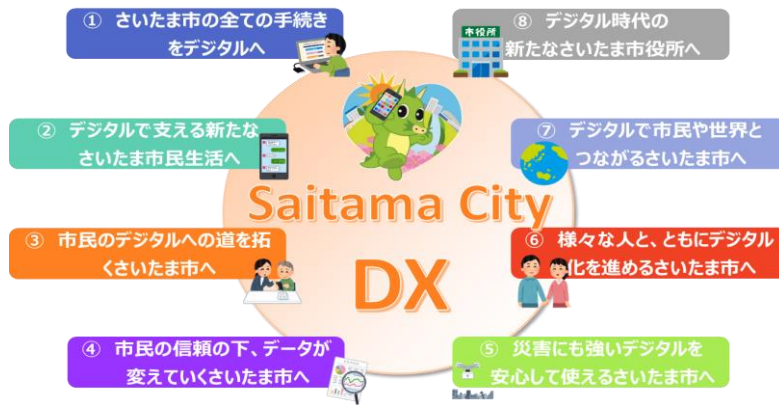 ① さいたま市の全ての手続き
をデジタルへ
② デジタルで支える新たな
さいたま市民生活へ
③ 市民のデジタルへの道を拓
くさいたま市へ
④ 市民の信頼の下、データが
変えていくさいたま市へ
⑧ デジタル時代の
新たなさいたま市役所へ
市役所
⑦ デジタルで市民や世界と
つながるさいたま市へ
⑥ 様々な人と、ともにデジタル
化を進めるさいたま市へ
⑤ 災害にも強いデジタルを
安心して使えるさいたま市へ
Saitama City
DX